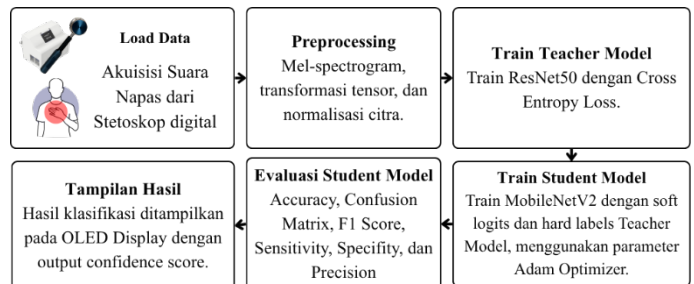 Load Data
Akuisisi Suara
Napas dari
Stetoskop digital
Preprocessing
Mel-spectrogram,
transformasi tensor, dan
normalisasi citra.
Train Teacher Model
Train ResNet50 dengan Cross
Entropy Loss.
Train Student Model
Train MobileNetV2 dengan soft
logits dan hard labels Teacher
Model, menggunakan parameter
Adam Optimizer.
Evaluasi Student Model
Accuracy, Confusion
Matrix, F1 Score,
Sensitivity, Specifity, dan
Precision
Tampilan Hasil
Hasil klasifikasi ditampilkan
pada OLED Display dengan
output confidence score.